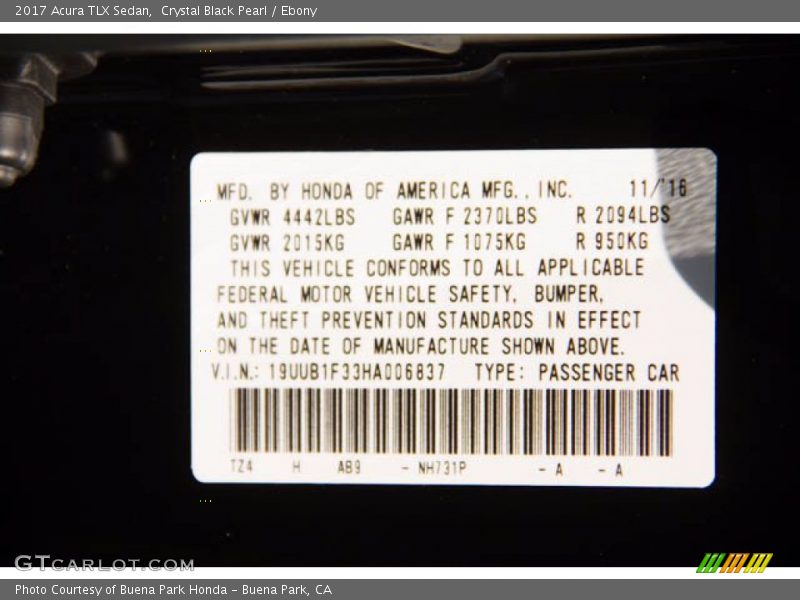 2017 Acura TLX Sedan,  Crystal Black Pearl / Ebony
MFD. BY HONDA OF AMERICA MFG., INC. 11/'16
GVWR 4442LBS GAWR F 2370LBS R 2094LBS
GVWR 2015KG GAWR F 1075KG R 950KG
THIS VEHICLE CONFORMS TO ALL APPLICABLE
FEDERAL MOTOR VEHICLE SAFETY, BUMPER,
AND THEFT PREVENTION STANDARDS IN EFFECT
ON THE DATE OF MANUFACTURE SHOWN ABOVE.
V.I.N.: 19UUB1F33HA006837 TYPE: PASSENGER CAR
TZ4 H AB9 - NH731P - A - A
GTCARLOT.COM
Photo Courtesy of Buena Park Honda - Buena Park, CA